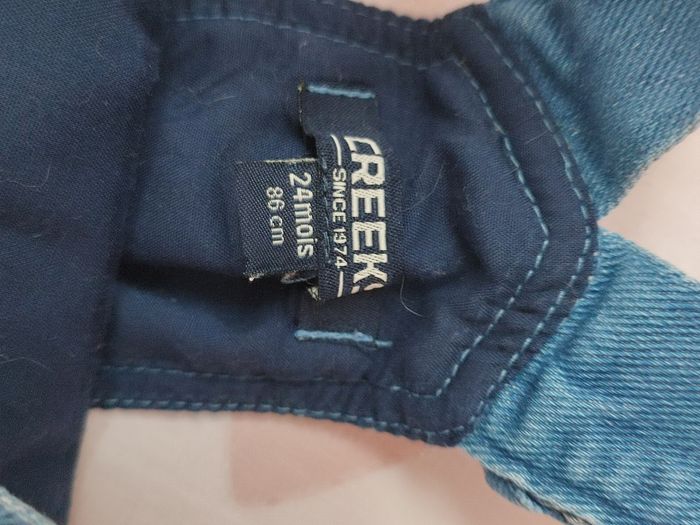 CREEKS
SINCE 1974
24mois
86 cm